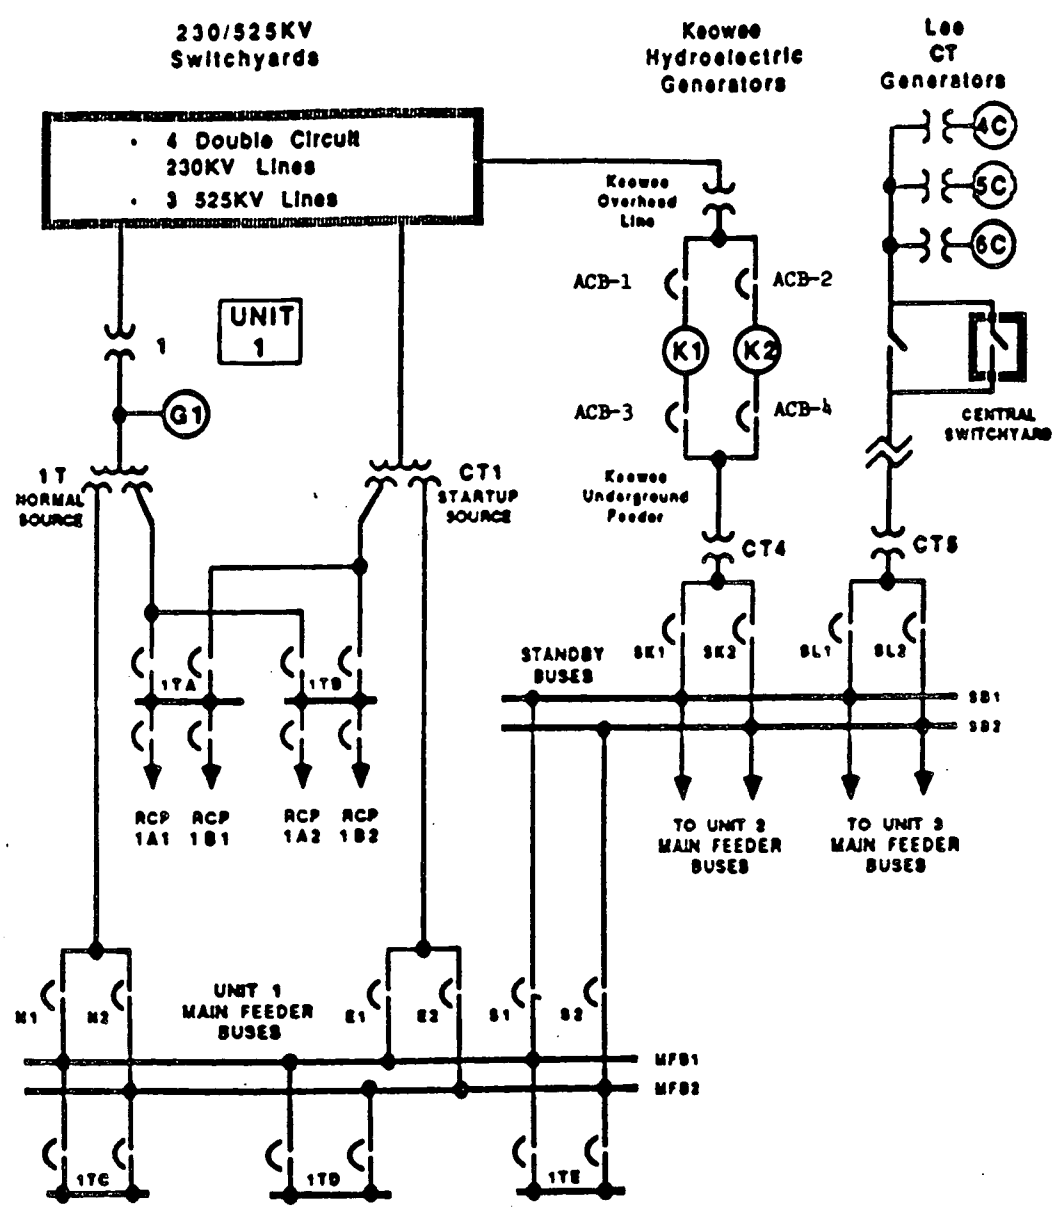 230/525KV
Switchyards
Keowee
Hydroelectric
Generators
Lee
CT
Generators
• 4 Double Circuit
230KV Lines
• 3 525KV Lines
Keowee
Overhead
Line
4C
5C
6C
ACB-1
ACB-2
UNIT
1
1
K1
K2
G1
ACB-3
ACB-4
CENTRAL
SWITCHYARD
1T
NORMAL
SOURCE
CT1
STARTUP
SOURCE
Keowee
Underground
Feeder
CT4
CT5
SK1
SK2
SL1
SL2
STANDBY
BUSES
1TA
1TB
SB1
SB2
RCP
1A1
RCP
1B1
RCP
1A2
RCP
1B2
TO UNIT 2
MAIN FEEDER
BUSES
TO UNIT 3
MAIN FEEDER
BUSES
UNIT 1
MAIN FEEDER
BUSES
N1
N2
E1
E2
S1
S2
MFB1
MFB2
1TC
1TD
1TE